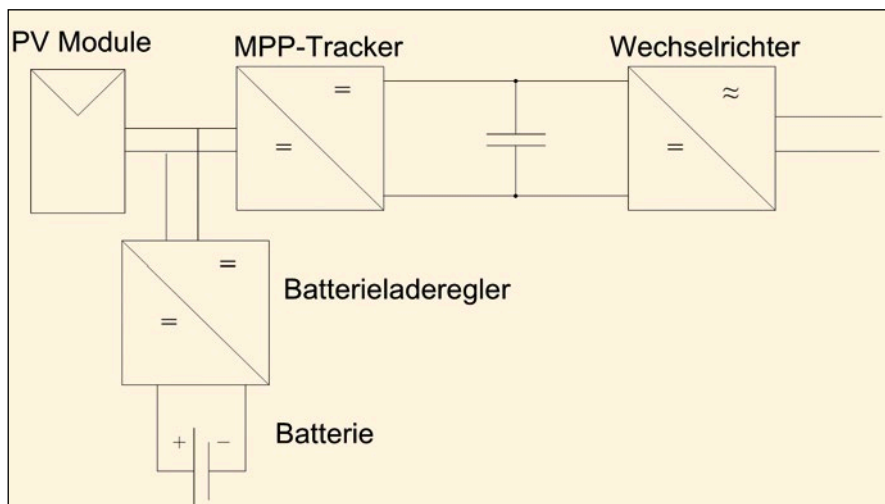 PV Module
MPP-Tracker
Wechselrichter
=
=
≈
=
=
=
Batterieladeregler
+ −
Batterie